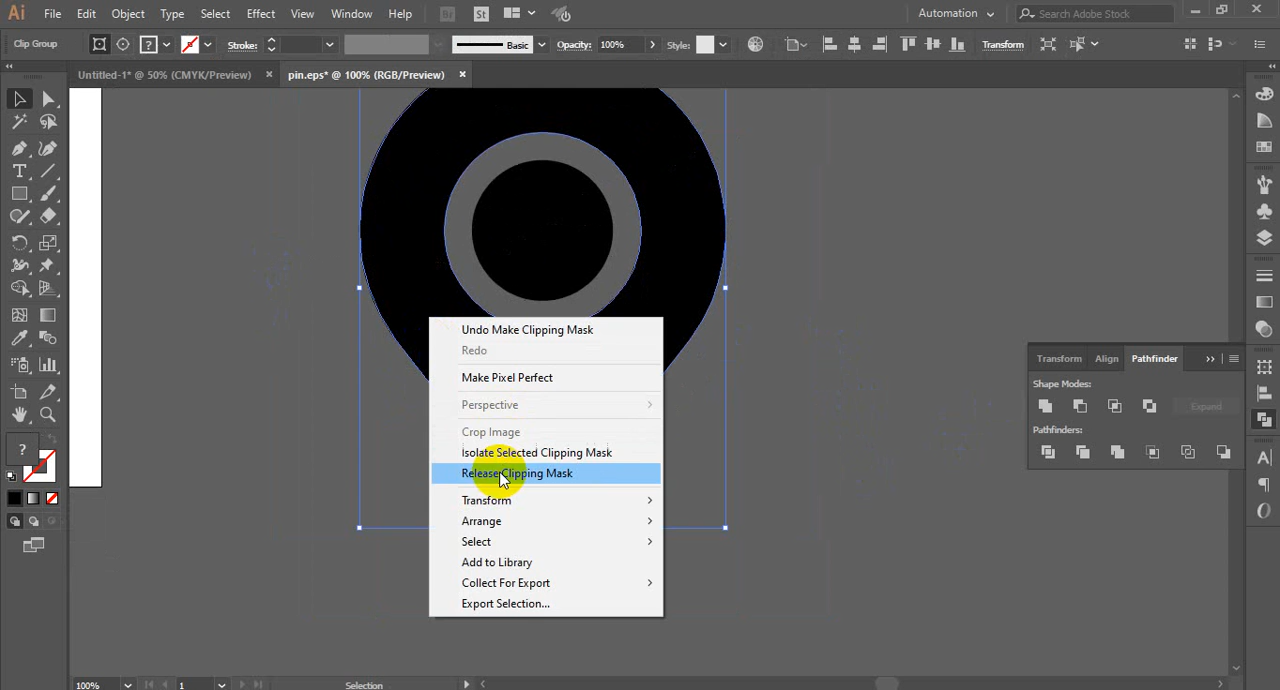 Ai File Edit Object Type Select Effect View Window Help Br St Automation Search Adobe Stock
Clip Group ? Stroke: Basic Opacity: 100% Style: Transform
Untitled-1* @ 50% (CMYK/Preview) × pin.eps* @ 100% (RGB/Preview) ×
Undo Make Clipping Mask
Redo
Make Pixel Perfect
Perspective
Crop Image
Isolate Selected Clipping Mask
Release Clipping Mask
Transform
Arrange
Select
Add to Library
Collect For Export
Export Selection...
Transform Align Pathfinder
Shape Modes:
Expand
Pathfinders:
?
100% 1 Selection